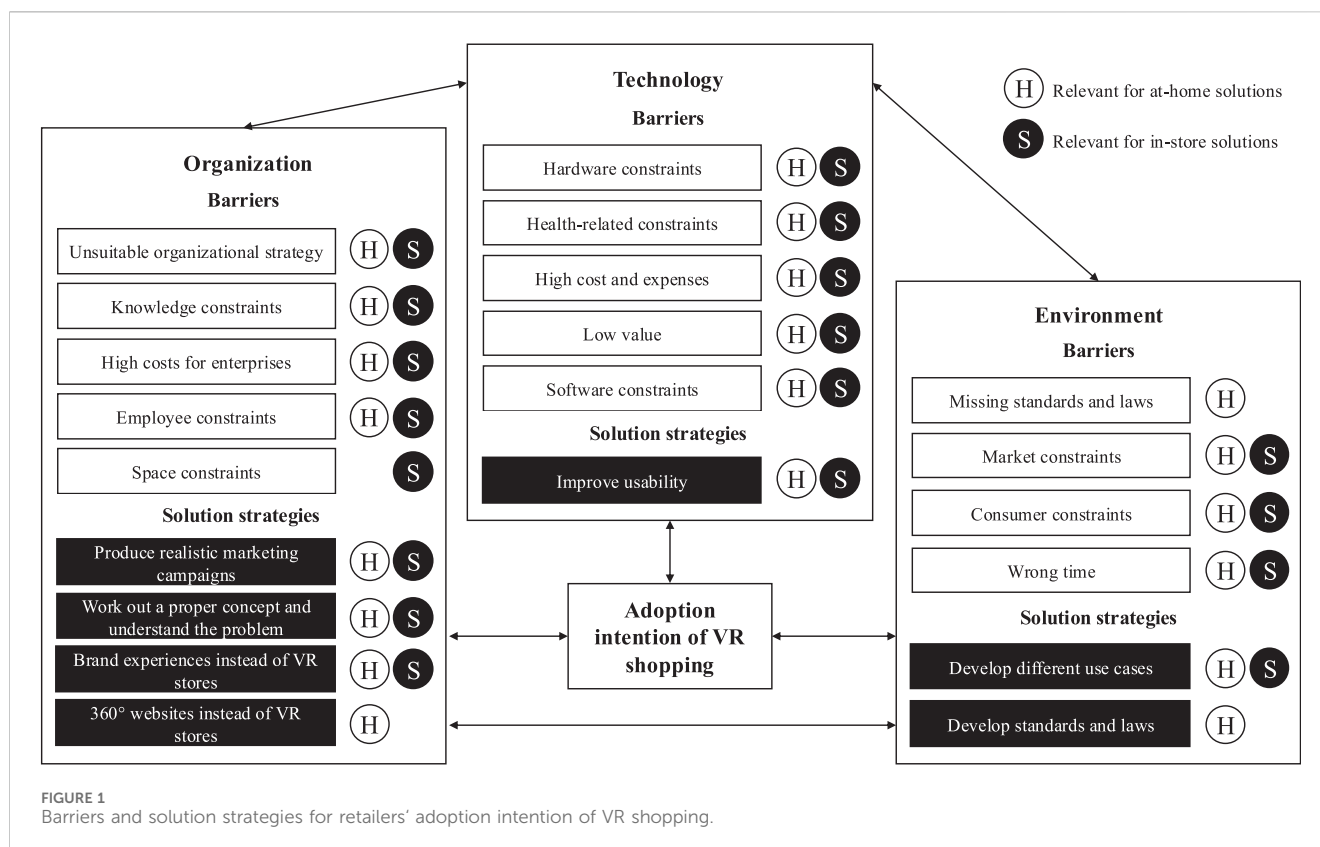 Technology
Barriers
Hardware constraints H S
Health-related constraints H S
High cost and expenses H S
Low value H S
Software constraints H S
Solution strategies
Improve usability H S
H Relevant for at-home solutions
S Relevant for in-store solutions
Organization
Barriers
Unsuitable organizational strategy H S
Knowledge constraints H S
High costs for enterprises H S
Employee constraints H S
Space constraints S
Solution strategies
Produce realistic marketing
campaigns H S
Work out a proper concept and
understand the problem H S
Brand experiences instead of VR
stores H S
360° websites instead of VR
stores H
Adoption
intention of VR
shopping
Environment
Barriers
Missing standards and laws H
Market constraints H S
Consumer constraints H S
Wrong time H S
Solution strategies
Develop different use cases H S
Develop standards and laws H
FIGURE 1
Barriers and solution strategies for retailers’ adoption intention of VR shopping.